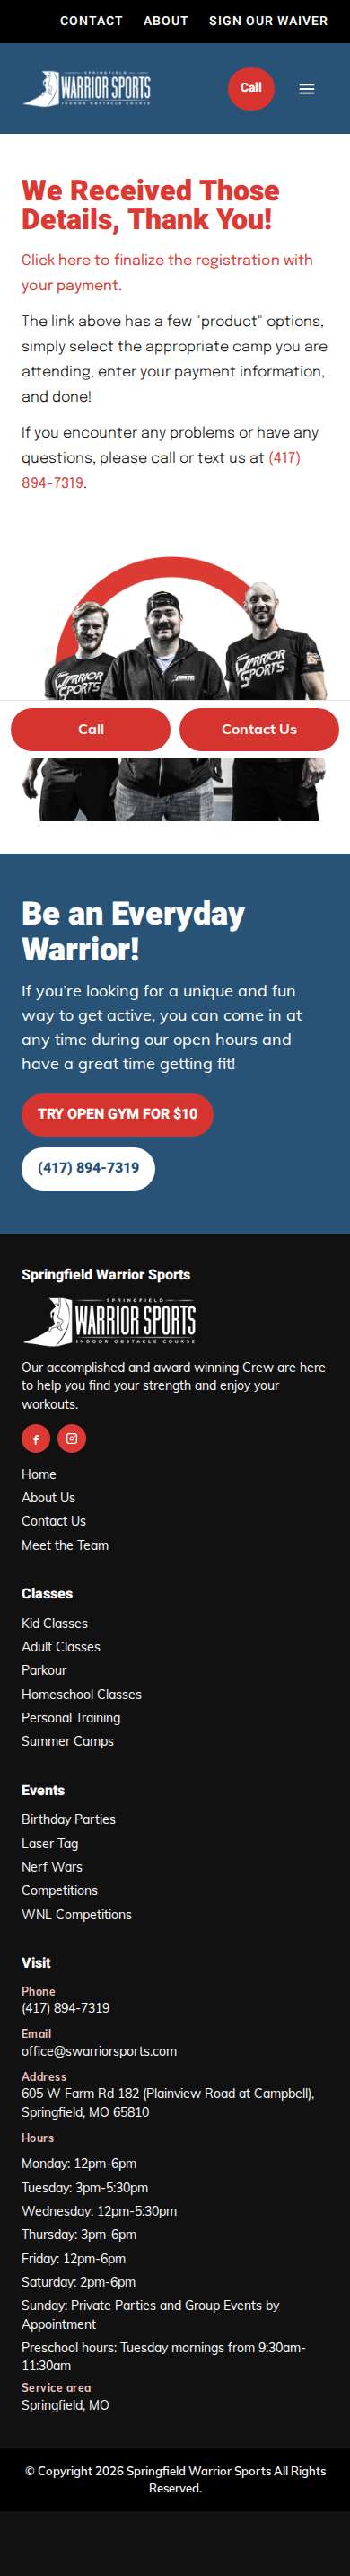 CONTACT ABOUT SIGN OUR WAIVER
SPRINGFIELD
WARRIOR SPORTS
INDOOR OBSTACLE COURSE
Call
We Received Those
Details, Thank You!
Click here to finalize the registration with
your payment.
The link above has a few "product" options,
simply select the appropriate camp you are
attending, enter your payment information,
and done!
If you encounter any problems or have any
questions, please call or text us at (417)
894-7319.
WARRIOR
SPORTS
WARRIOR
SPORTS
Call
Contact Us
Be an Everyday
Warrior!
If you’re looking for a unique and fun
way to get active, you can come in at
any time during our open hours and
have a great time getting fit!
TRY OPEN GYM FOR $10
(417) 894-7319
Springfield Warrior Sports
SPRINGFIELD
WARRIOR SPORTS
INDOOR OBSTACLE COURSE
Our accomplished and award winning Crew are here
to help you find your strength and enjoy your
workouts.
Home
About Us
Contact Us
Meet the Team
Classes
Kid Classes
Adult Classes
Parkour
Homeschool Classes
Personal Training
Summer Camps
Events
Birthday Parties
Laser Tag
Nerf Wars
Competitions
WNL Competitions
Visit
Phone
(417) 894-7319
Email
office@swarriorsports.com
Address
605 W Farm Rd 182 (Plainview Road at Campbell),
Springfield, MO 65810
Hours
Monday: 12pm-6pm
Tuesday: 3pm-5:30pm
Wednesday: 12pm-5:30pm
Thursday: 3pm-6pm
Friday: 12pm-6pm
Saturday: 2pm-6pm
Sunday: Private Parties and Group Events by
Appointment
Preschool hours: Tuesday mornings from 9:30am-
11:30am
Service area
Springfield, MO
© Copyright 2026 Springfield Warrior Sports All Rights
Reserved.